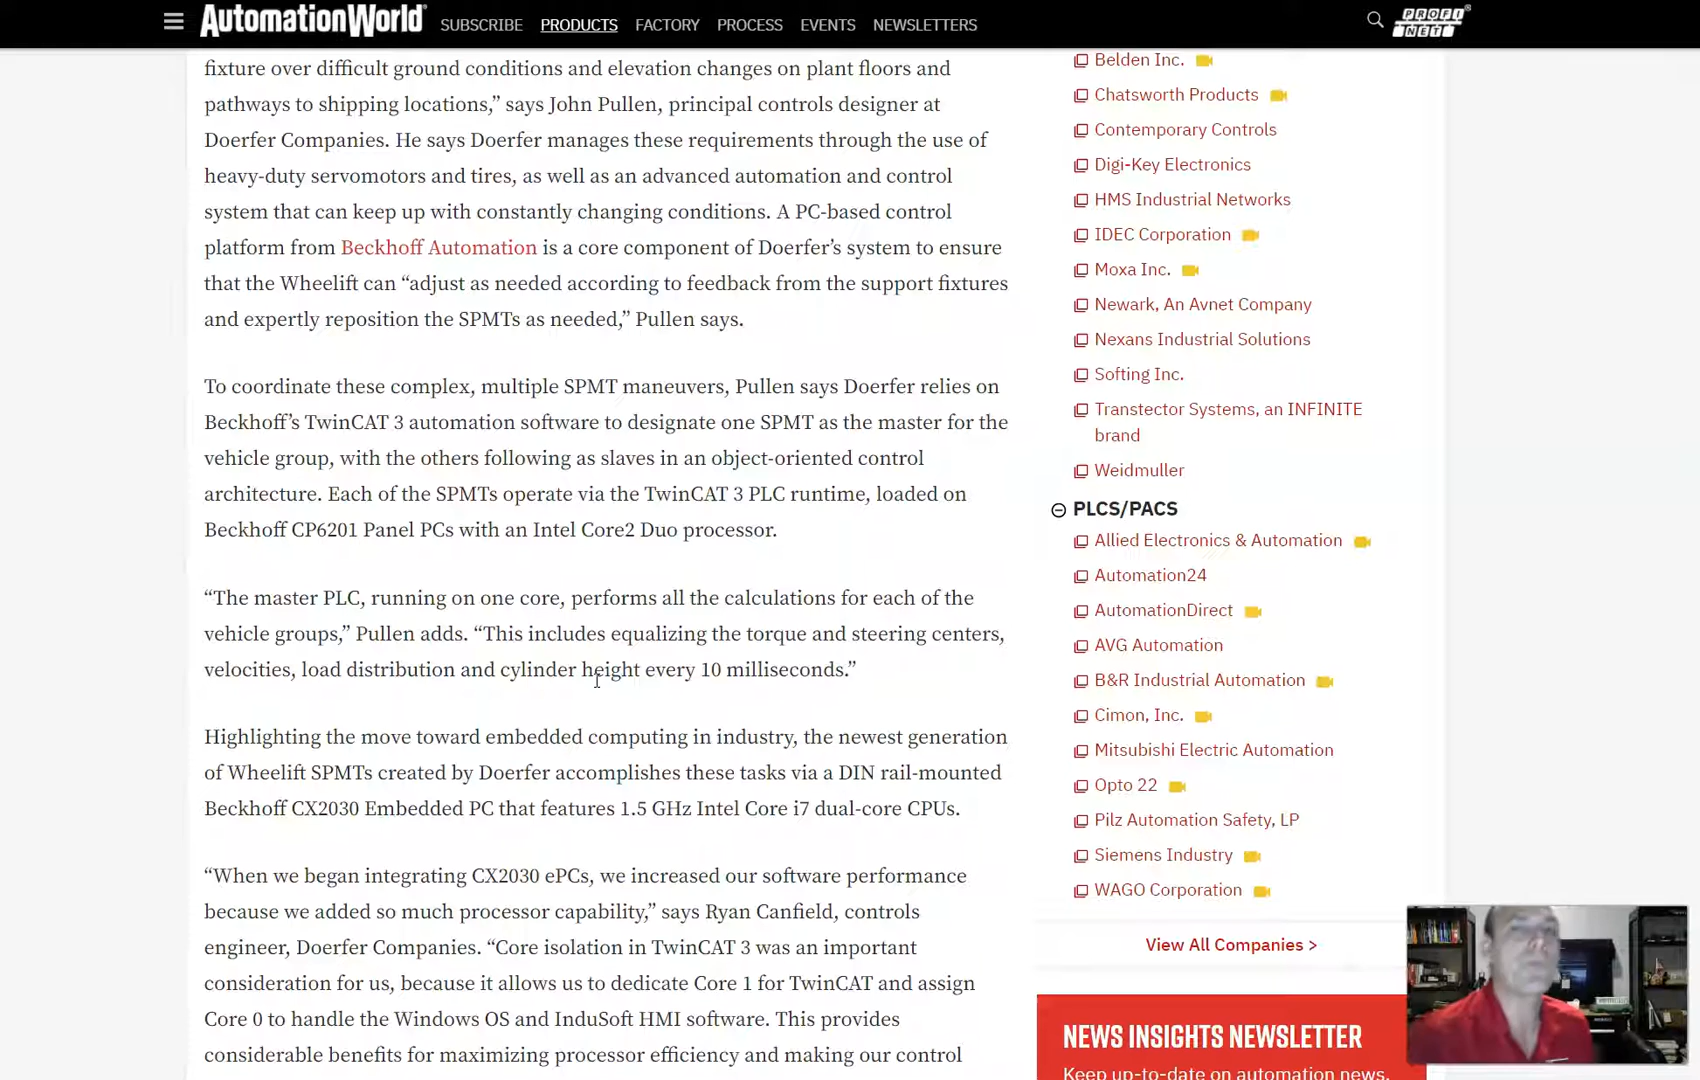 AutomationWorld®
SUBSCRIBE PRODUCTS FACTORY PROCESS EVENTS NEWSLETTERS
PROFI
NET®
fixture over difficult ground conditions and elevation changes on plant floors and
pathways to shipping locations,” says John Pullen, principal controls designer at
Doerfer Companies. He says Doerfer manages these requirements through the use of
heavy-duty servomotors and tires, as well as an advanced automation and control
system that can keep up with constantly changing conditions. A PC-based control
platform from Beckhoff Automation is a core component of Doerfer’s system to ensure
that the Wheelift can “adjust as needed according to feedback from the support fixtures
and expertly reposition the SPMTs as needed,” Pullen says.
To coordinate these complex, multiple SPMT maneuvers, Pullen says Doerfer relies on
Beckhoff’s TwinCAT 3 automation software to designate one SPMT as the master for the
vehicle group, with the others following as slaves in an object-oriented control
architecture. Each of the SPMTs operate via the TwinCAT 3 PLC runtime, loaded on
Beckhoff CP6201 Panel PCs with an Intel Core2 Duo processor.
“The master PLC, running on one core, performs all the calculations for each of the
vehicle groups,” Pullen adds. “This includes equalizing the torque and steering centers,
velocities, load distribution and cylinder height every 10 milliseconds.”
Highlighting the move toward embedded computing in industry, the newest generation
of Wheelift SPMTs created by Doerfer accomplishes these tasks via a DIN rail-mounted
Beckhoff CX2030 Embedded PC that features 1.5 GHz Intel Core i7 dual-core CPUs.
“When we began integrating CX2030 ePCs, we increased our software performance
because we added so much processor capability,” says Ryan Canfield, controls
engineer, Doerfer Companies. “Core isolation in TwinCAT 3 was an important
consideration for us, because it allows us to dedicate Core 1 for TwinCAT and assign
Core 0 to handle the Windows OS and InduSoft HMI software. This provides
considerable benefits for maximizing processor efficiency and making our control
Belden Inc.
Chatsworth Products
Contemporary Controls
Digi-Key Electronics
HMS Industrial Networks
IDEC Corporation
Moxa Inc.
Newark, An Avnet Company
Nexans Industrial Solutions
Softing Inc.
Transtector Systems, an INFINITE
brand
Weidmuller
PLCS/PACS
Allied Electronics & Automation
Automation24
AutomationDirect
AVG Automation
B&R Industrial Automation
Cimon, Inc.
Mitsubishi Electric Automation
Opto 22
Pilz Automation Safety, LP
Siemens Industry
WAGO Corporation
View All Companies >
NEWS INSIGHTS NEWSLETTER
Keep up-to-date on automation news,